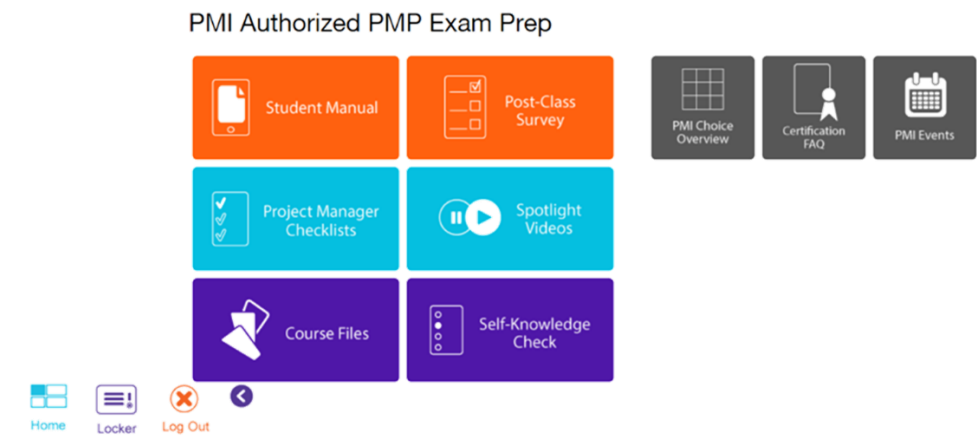 PMI Authorized PMP Exam Prep
Student Manual
Post-Class
Survey
PMI Choice
Overview
Certification
FAQ
PMI Events
Project Manager
Checklists
Spotlight
Videos
Course Files
Self-Knowledge
Check
Home
Locker
Log Out